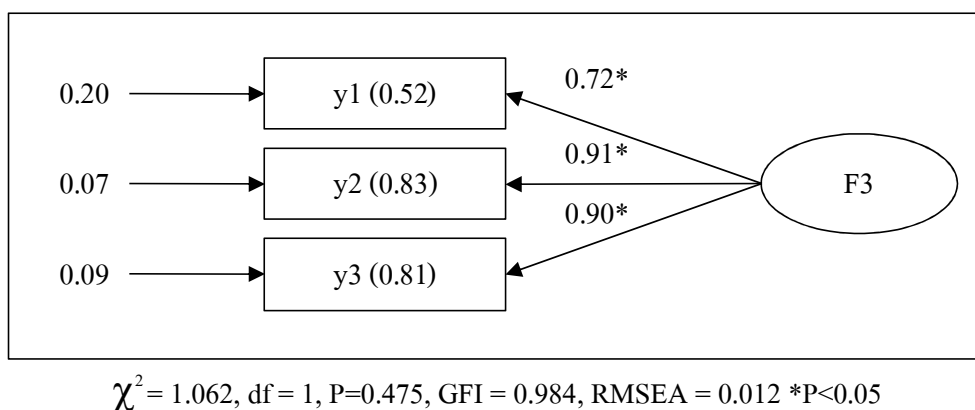 0.20 y1 (0.52) 0.72*
0.07 y2 (0.83) 0.91* F3
0.09 y3 (0.81) 0.90*
χ² = 1.062, df = 1, P=0.475, GFI = 0.984, RMSEA = 0.012 *P<0.05